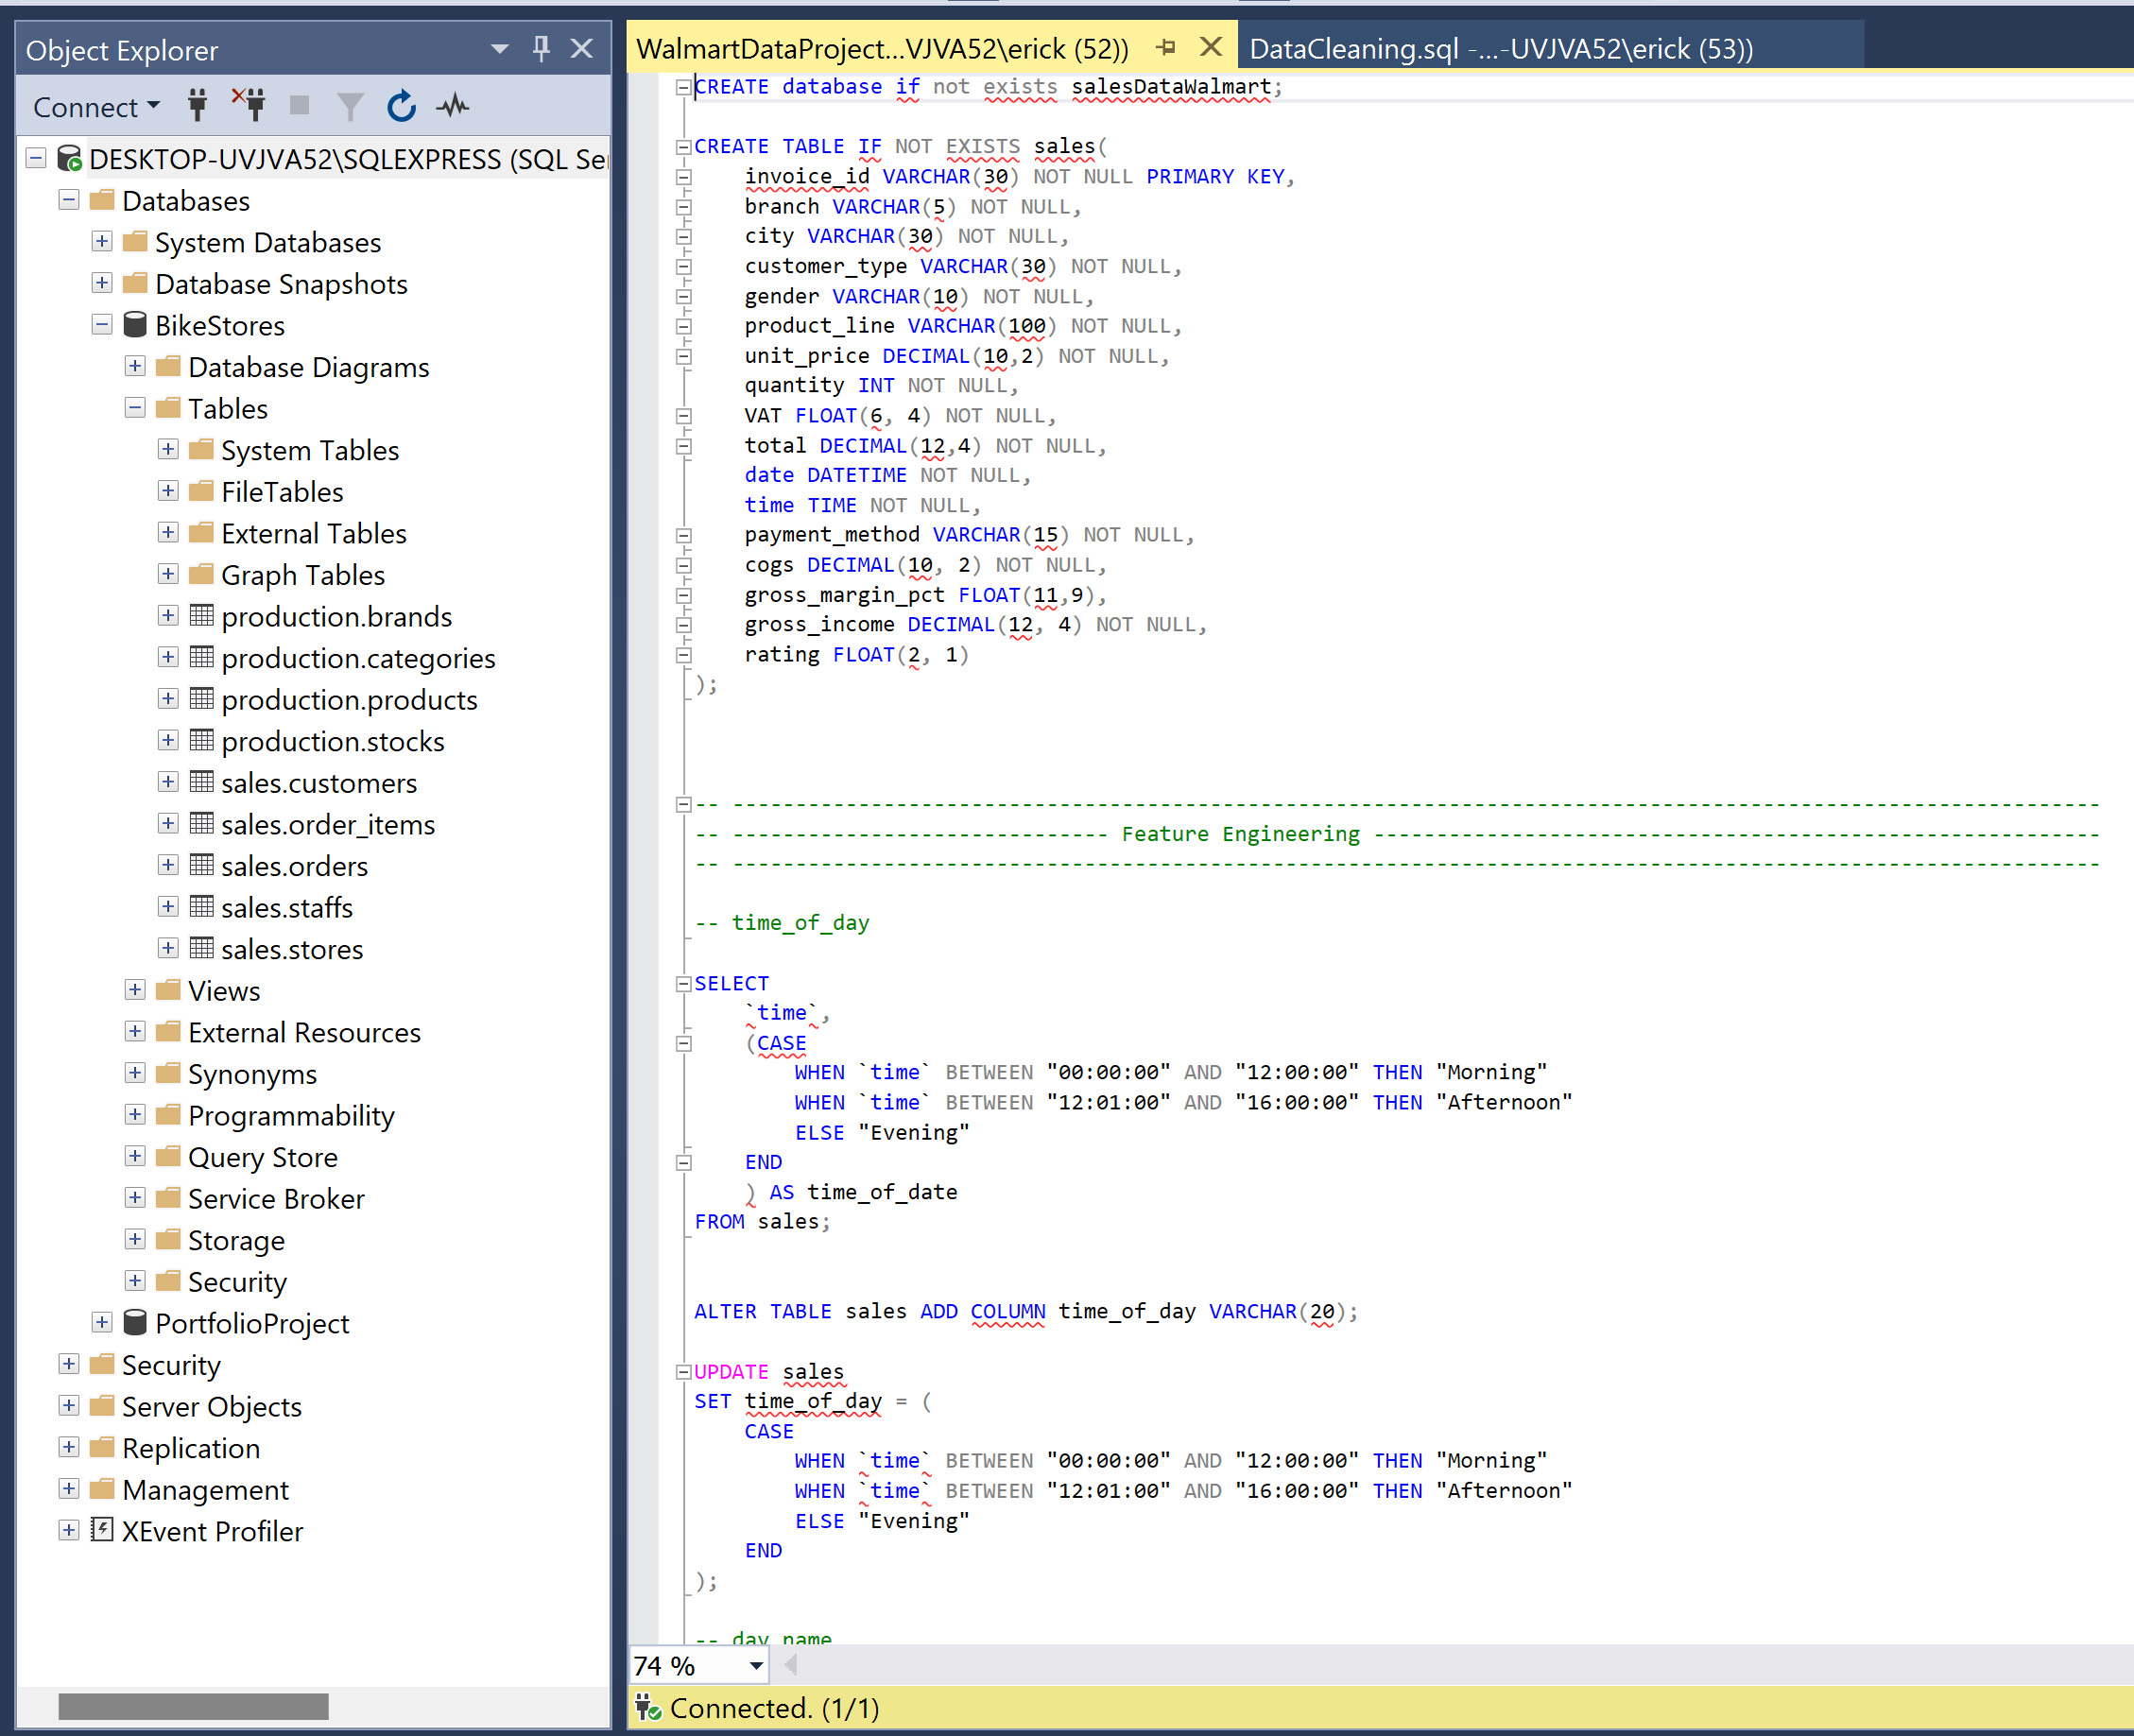 Object Explorer
Connect
DESKTOP-UVJVA52\SQLEXPRESS (SQL Ser
Databases
System Databases
Database Snapshots
BikeStores
Database Diagrams
Tables
System Tables
FileTables
External Tables
Graph Tables
production.brands
production.categories
production.products
production.stocks
sales.customers
sales.order_items
sales.orders
sales.staffs
sales.stores
Views
External Resources
Synonyms
Programmability
Query Store
Service Broker
Storage
Security
PortfolioProject
Security
Server Objects
Replication
Management
XEvent Profiler
WalmartDataProject...VJVA52\erick (52))
DataCleaning.sql -...-UVJVA52\erick (53))
CREATE database if not exists salesDataWalmart;
CREATE TABLE IF NOT EXISTS sales(
invoice_id VARCHAR(30) NOT NULL PRIMARY KEY,
branch VARCHAR(5) NOT NULL,
city VARCHAR(30) NOT NULL,
customer_type VARCHAR(30) NOT NULL,
gender VARCHAR(10) NOT NULL,
product_line VARCHAR(100) NOT NULL,
unit_price DECIMAL(10,2) NOT NULL,
quantity INT NOT NULL,
VAT FLOAT(6, 4) NOT NULL,
total DECIMAL(12,4) NOT NULL,
date DATETIME NOT NULL,
time TIME NOT NULL,
payment_method VARCHAR(15) NOT NULL,
cogs DECIMAL(10, 2) NOT NULL,
gross_margin_pct FLOAT(11,9),
gross_income DECIMAL(12, 4) NOT NULL,
rating FLOAT(2, 1)
);
-- -------------------------------------------------------------------------------------------------------------
-- ------------------------------ Feature Engineering ----------------------------------------------------------
-- -------------------------------------------------------------------------------------------------------------
-- time_of_day
SELECT
`time`,
(CASE
WHEN `time` BETWEEN "00:00:00" AND "12:00:00" THEN "Morning"
WHEN `time` BETWEEN "12:01:00" AND "16:00:00" THEN "Afternoon"
ELSE "Evening"
END
) AS time_of_date
FROM sales;
ALTER TABLE sales ADD COLUMN time_of_day VARCHAR(20);
UPDATE sales
SET time_of_day = (
CASE
WHEN `time` BETWEEN "00:00:00" AND "12:00:00" THEN "Morning"
WHEN `time` BETWEEN "12:01:00" AND "16:00:00" THEN "Afternoon"
ELSE "Evening"
END
);
-- day_name
74 %
Connected. (1/1)